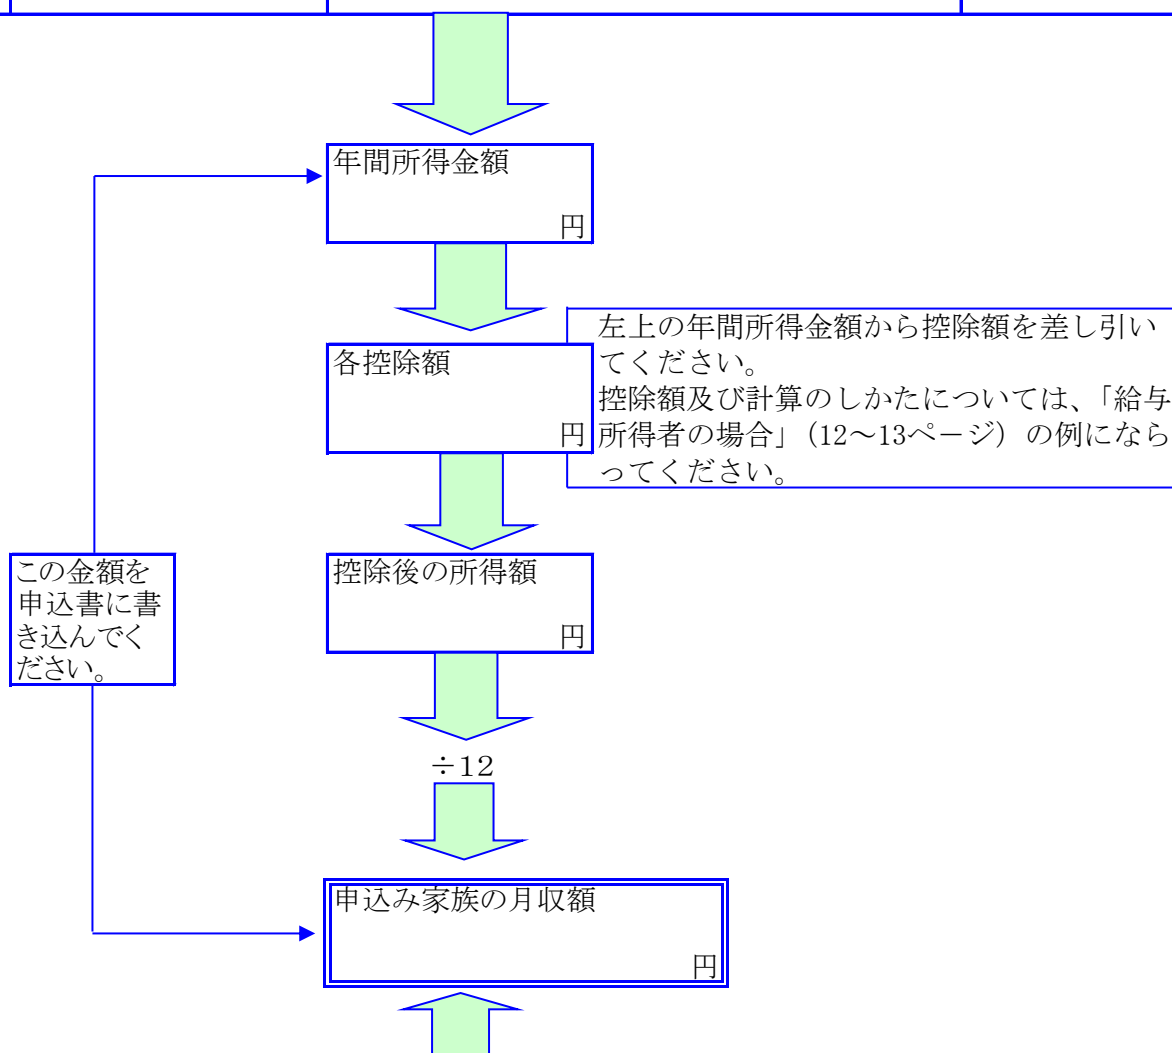 年間所得金額
円
左上の年間所得金額から控除額を差し引い
てください。
控除額及び計算のしかたについては、「給与
所得者の場合」（12～13ページ）の例になら
ってください。
各控除額
円
控除後の所得額
円
この金額を
申込書に書
き込んでく
ださい。
÷12
申込み家族の月収額
円